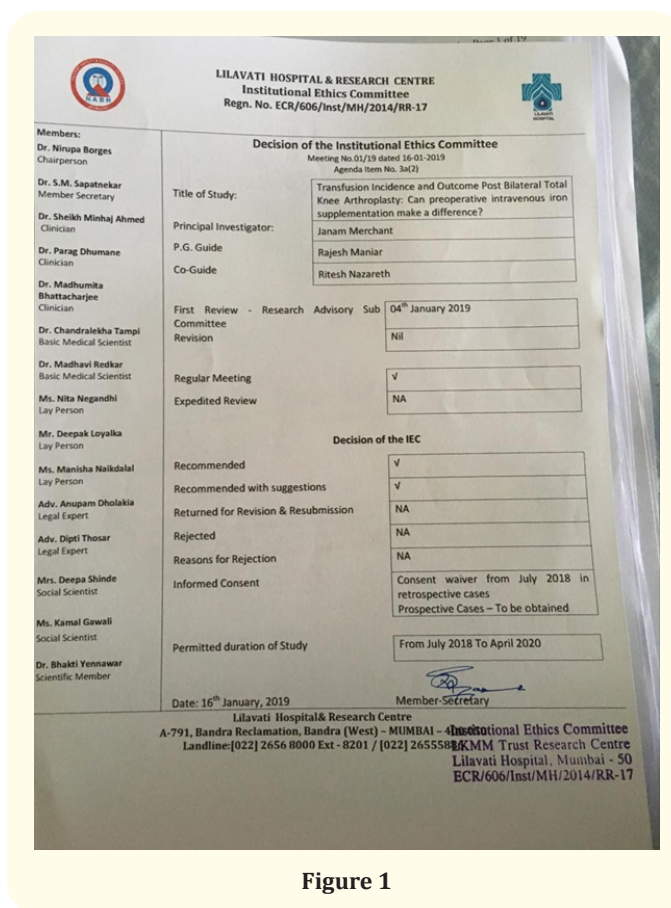 Page 1 of 19
NABH
LILAVATI HOSPITAL & RESEARCH CENTRE
Institutional Ethics Committee
Regn. No. ECR/606/Inst/MH/2014/RR-17
LILAVATI
HOSPITAL
Members:
Dr. Nirupa Borges
Chairperson
Dr. S.M. Sapatnekar
Member Secretary
Dr. Sheikh Minhaj Ahmed
Clinician
Dr. Parag Dhumane
Clinician
Dr. Madhumita
Bhattacharjee
Clinician
Dr. Chandralekha Tampi
Basic Medical Scientist
Dr. Madhavi Redkar
Basic Medical Scientist
Ms. Nita Negandhi
Lay Person
Mr. Deepak Loyalka
Lay Person
Ms. Manisha Naikdalal
Lay Person
Adv. Anupam Dholakia
Legal Expert
Adv. Dipti Thosar
Legal Expert
Mrs. Deepa Shinde
Social Scientist
Ms. Kamal Gawali
Social Scientist
Dr. Bhakti Yennawar
Scientific Member
Decision of the Institutional Ethics Committee
Meeting No.01/19 dated 16-01-2019
Agenda Item No. 3a(2)
Title of Study:
Transfusion Incidence and Outcome Post Bilateral Total
Knee Arthroplasty: Can preoperative intravenous iron
supplementation make a difference?
Principal Investigator: Janam Merchant
P.G. Guide Rajesh Maniar
Co-Guide Ritesh Nazareth
First Review - Research Advisory Sub 04th January 2019
Committee
Revision Nil
Regular Meeting √
Expedited Review NA
Decision of the IEC
Recommended √
Recommended with suggestions √
Returned for Revision & Resubmission NA
Rejected NA
Reasons for Rejection NA
Informed Consent Consent waiver from July 2018 in
retrospective cases
Prospective Cases – To be obtained
Permitted duration of Study From July 2018 To April 2020
Date: 16th January, 2019 Member-Secretary
Lilavati Hospital& Research Centre
A-791, Bandra Reclamation, Bandra (West) – MUMBAI –
Landline:[022] 2656 8000 Ext - 8201 / [022]
Institutional Ethics Committee
LKMM Trust Research Centre
Lilavati Hospital, Mumbai - 50
ECR/606/Inst/MH/2014/RR-17
Figure 1